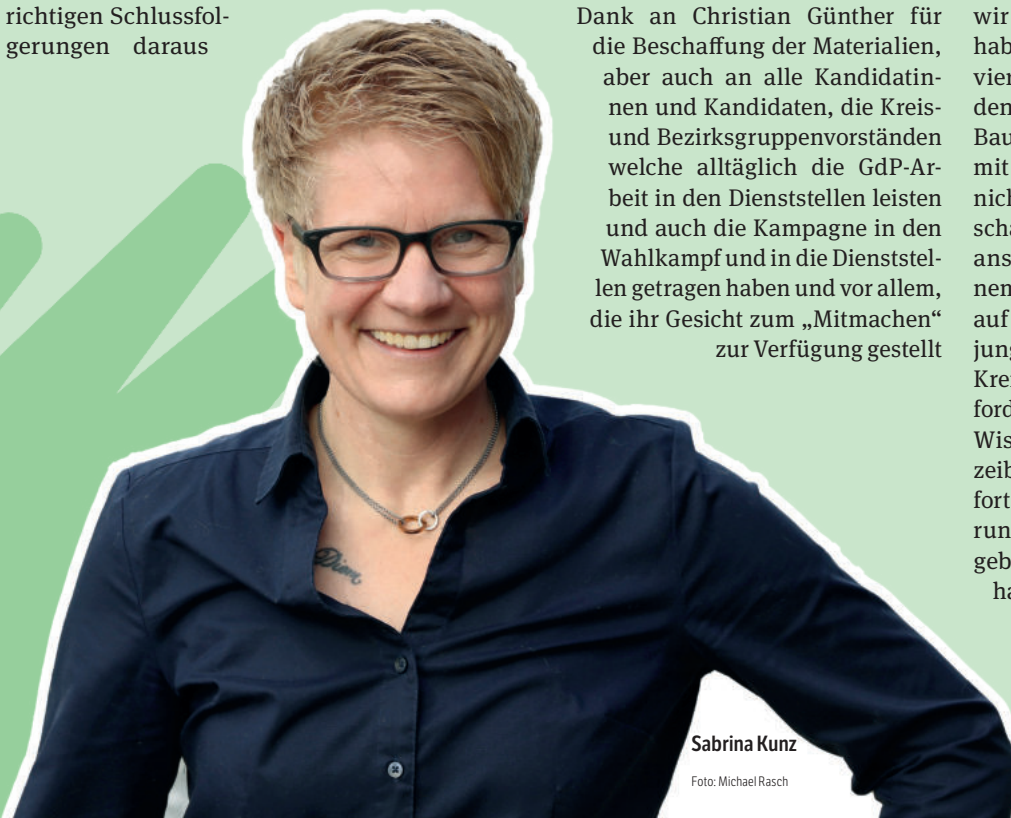 richtigen Schlussfol-
gerungen daraus
Dank an Christian Günther für
die Beschaffung der Materialien,
aber auch an alle Kandidatin-
nen und Kandidaten, die Kreis-
und Bezirksgruppenvorständen
welche alltäglich die GdP-Ar-
beit in den Dienststellen leisten
und auch die Kampagne in den
Wahlkampf und in die Dienststel-
len getragen haben und vor allem,
die ihr Gesicht zum „Mitmachen“
zur Verfügung gestellt
wir
hab
vier
den
Bau
mit
nich
scha
ans
nem
auf
jung
Krei
ford
Wis
zeib
fort
run
geb
ha
Diem
Sabrina Kunz
Foto: Michael Rasch